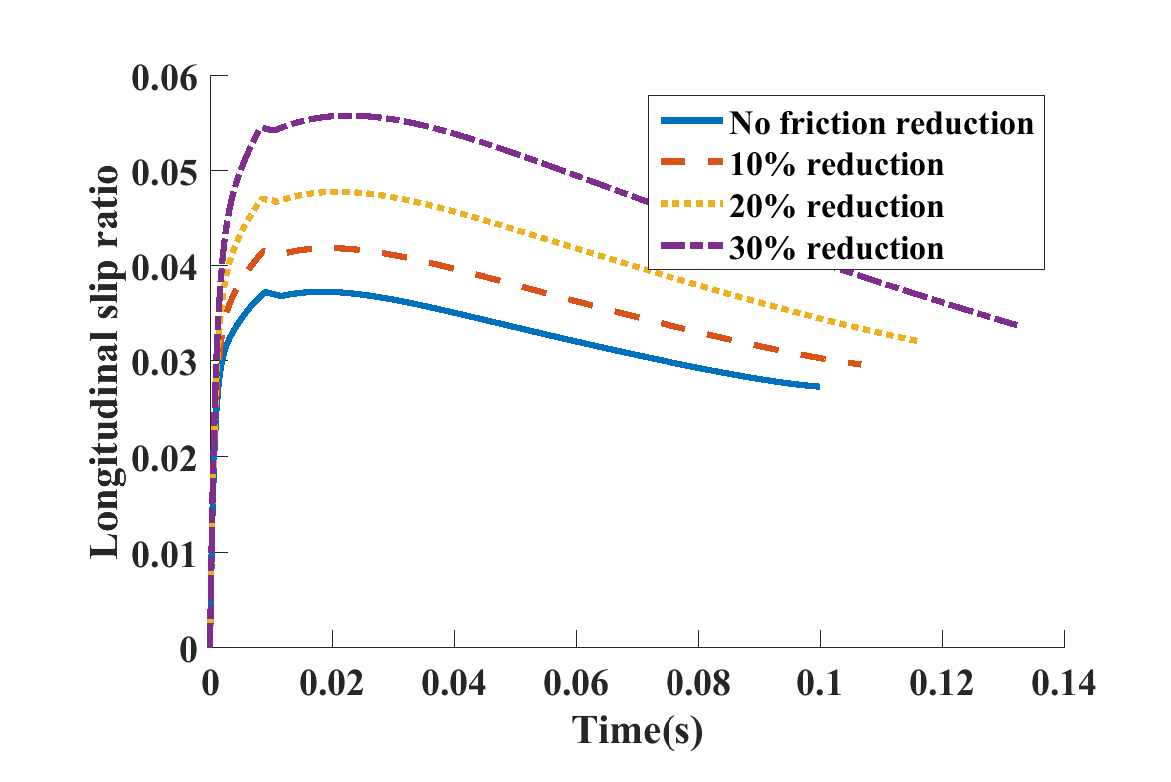 0.06
0.05
0.04
0.03
0.02
0.01
0
Longitudinal slip ratio
No friction reduction
10% reduction
20% reduction
30% reduction
0 0.02 0.04 0.06 0.08 0.1 0.12 0.14
Time(s)